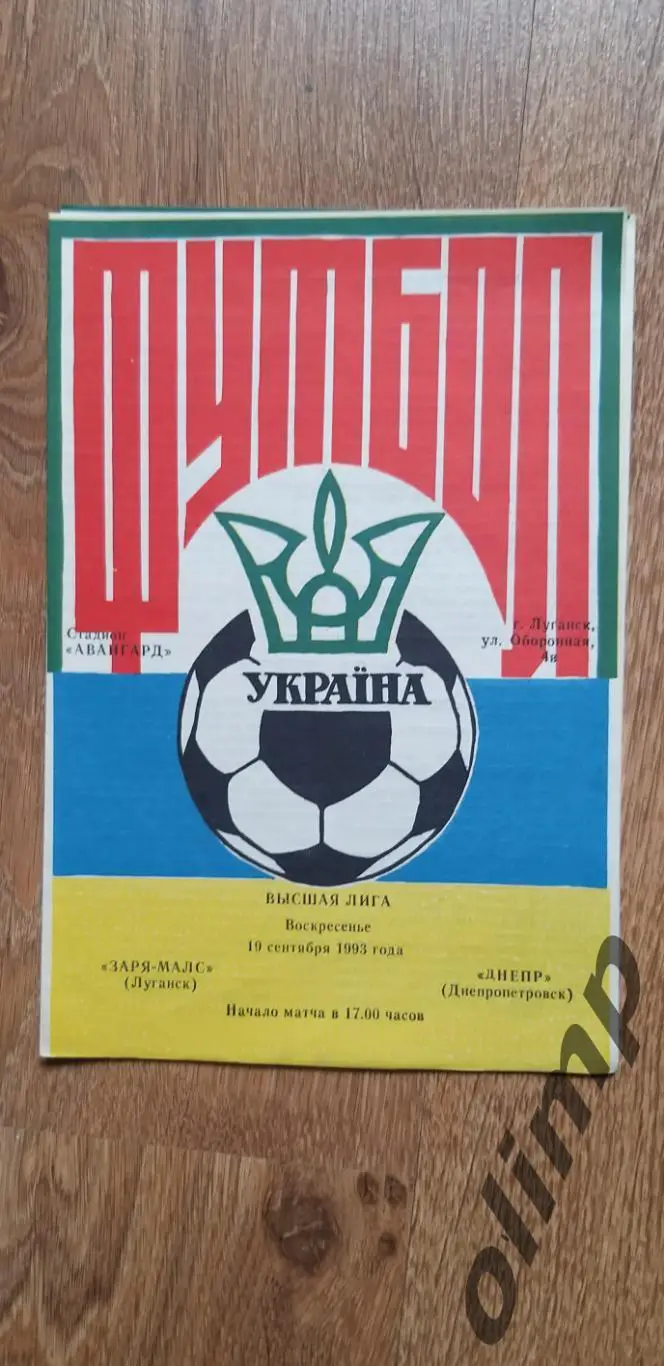 ФУТБОЛ
Стадион
«АВАНГАРД»
г. Луганск,
ул. Оборонная,
4и
УКРАЇНА
ВЫСШАЯ ЛИГА
Воскресенье
19 сентября 1993 года
«ЗАРЯ-МАЛС»
(Луганск)
«ДНЕПР»
(Днепропетровск)
Начало матча в 17.00 часов
olimp